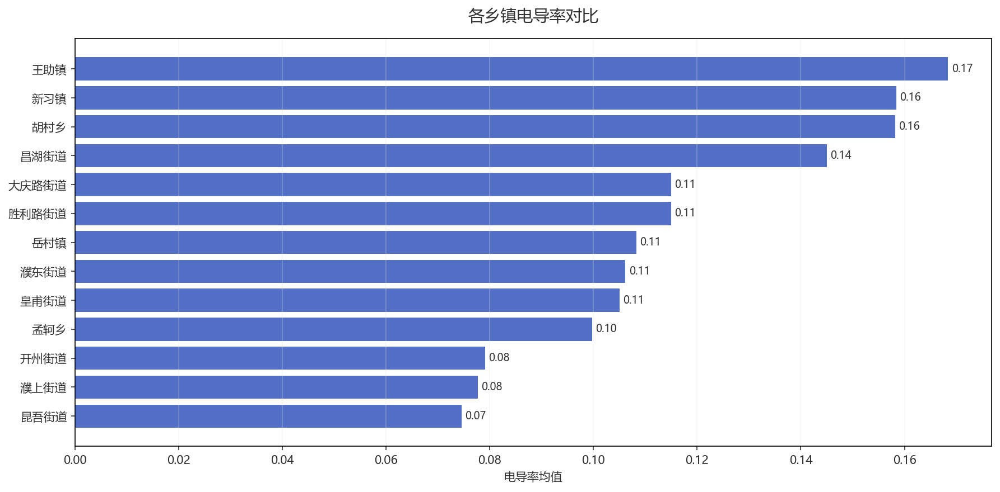 各乡镇电导率对比
王助镇 0.17
新习镇 0.16
胡村乡 0.16
昌湖街道 0.14
大庆路街道 0.11
胜利路街道 0.11
岳村镇 0.11
濮东街道 0.11
皇甫街道 0.11
孟轲乡 0.10
开州街道 0.08
濮上街道 0.08
昆吾街道 0.07
0.00 0.02 0.04 0.06 0.08 0.10 0.12 0.14 0.16
电导率均值